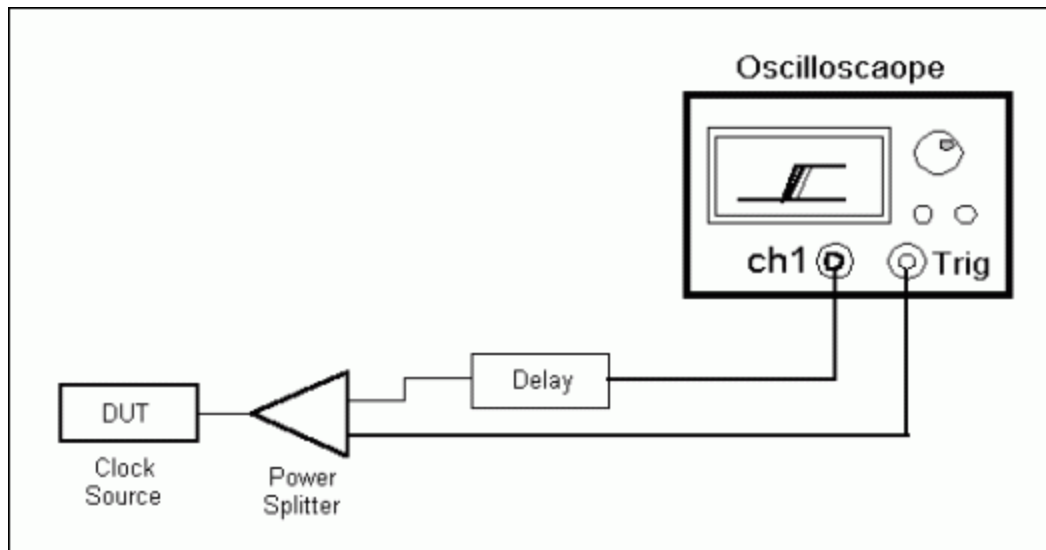 Oscilloscaope
ch1
Trig
Delay
DUT
Clock
Source
Power
Splitter